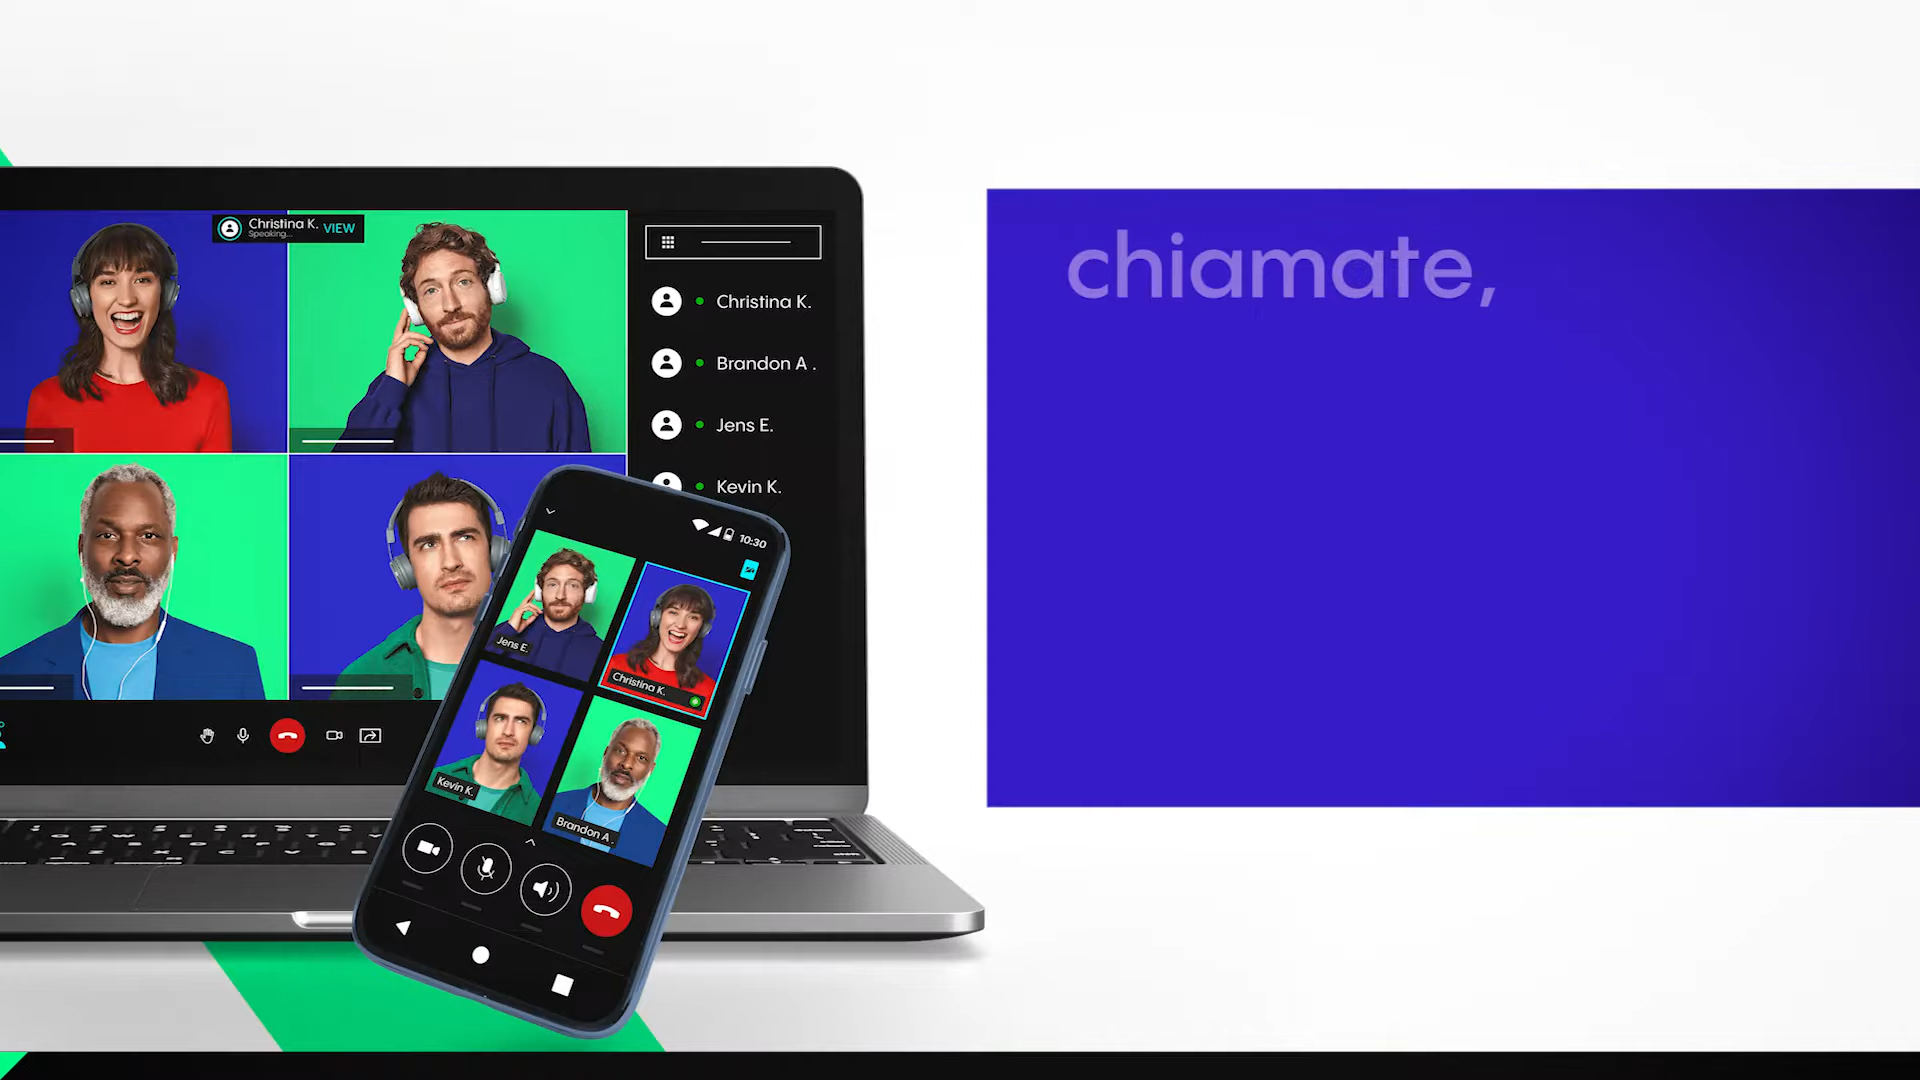 Christina K. VIEW
Speaking...
Christina K.
Brandon A .
Jens E.
Kevin K.
10:30
Jens E.
Christina K.
Kevin K.
Brandon A .
chiamate,